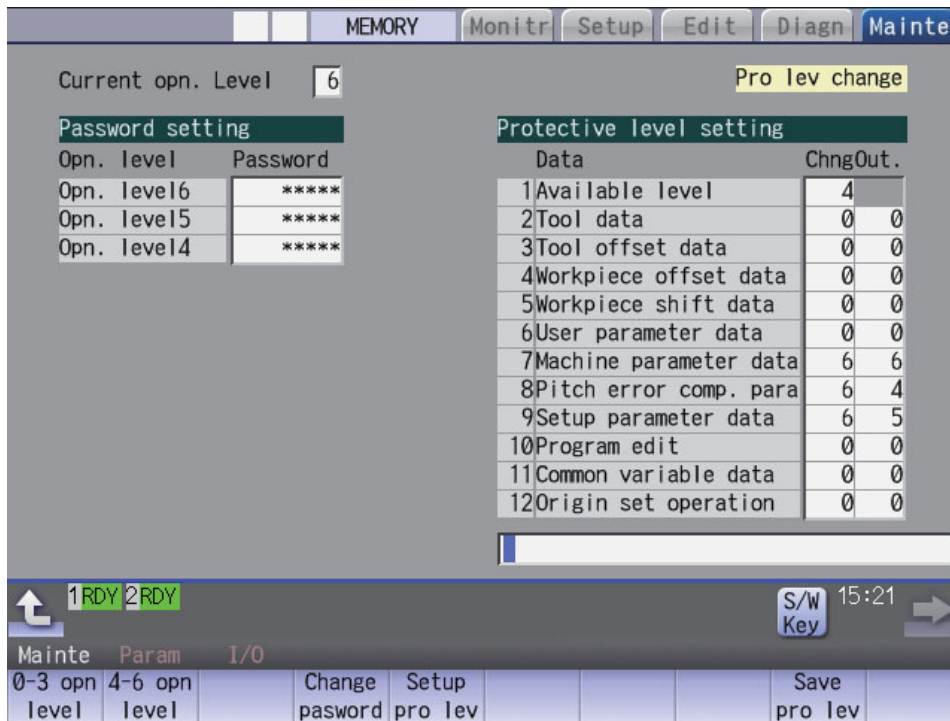 MEMORY Monitr Setup Edit Diagn Mainte
Current opn. Level 6 Pro lev change
Password setting
Opn. level Password
Opn. level6 *****
Opn. level5 *****
Opn. level4 *****
Protective level setting
Data ChngOut.
1 Available level 4
2 Tool data 0 0
3 Tool offset data 0 0
4 Workpiece offset data 0 0
5 Workpiece shift data 0 0
6 User parameter data 0 0
7 Machine parameter data 6 6
8 Pitch error comp. para 6 4
9 Setup parameter data 6 5
10 Program edit 0 0
11 Common variable data 0 0
12 Origin set operation 0 0
1 RDY 2 RDY S/W Key 15:21
Mainte Param I/O
0-3 opn level 4-6 opn level Change pasword Setup pro lev Save pro lev